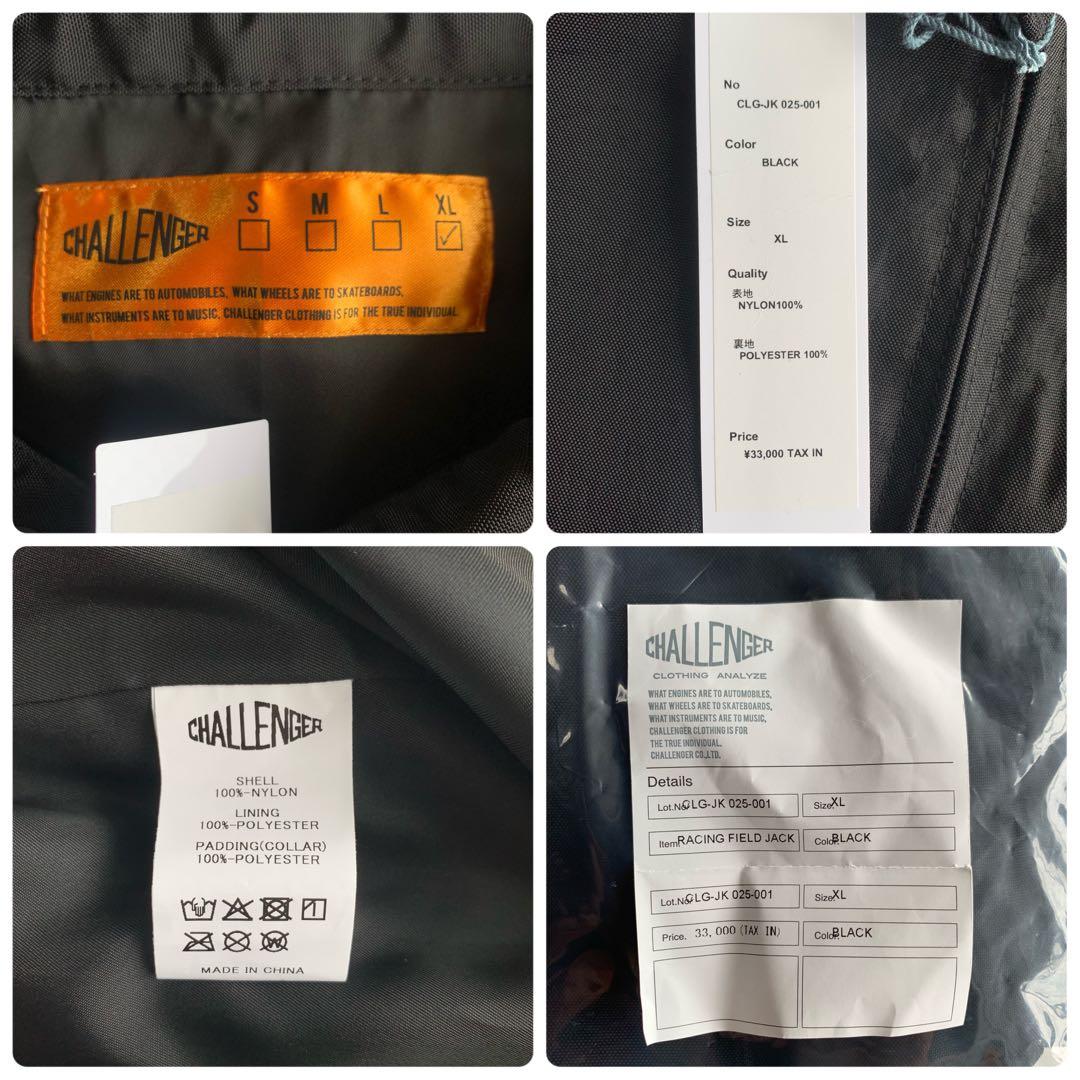 CHALLENGER
S M L XL
WHAT ENGINES ARE TO AUTOMOBILES, WHAT WHEELS ARE TO SKATEBOARDS,
WHAT INSTRUMENTS ARE TO MUSIC, CHALLENGER CLOTHING IS FOR THE TRUE INDIVIDUAL.
No
CLG-JK 025-001
Color
BLACK
Size
XL
Quality
表地
NYLON100%
裏地
POLYESTER 100%
Price
¥33,000 TAX IN
CHALLENGER
SHELL
100%-NYLON
LINING
100%-POLYESTER
PADDING(COLLAR)
100%-POLYESTER
W
MADE IN CHINA
CHALLENGER
CLOTHING ANALYZE
WHAT ENGINES ARE TO AUTOMOBILES,
WHAT WHEELS ARE TO SKATEBOARDS,
WHAT INSTRUMENTS ARE TO MUSIC,
CHALLENGER CLOTHING IS FOR
THE TRUE INDIVIDUAL.
CHALLENGER CO.,LTD.
Details
Lot.No. CLG-JK 025-001 Size. XL
Item RACING FIELD JACK Color. BLACK
Lot.No. CLG-JK 025-001 Size. XL
Price. 33,000 (TAX IN) Color. BLACK